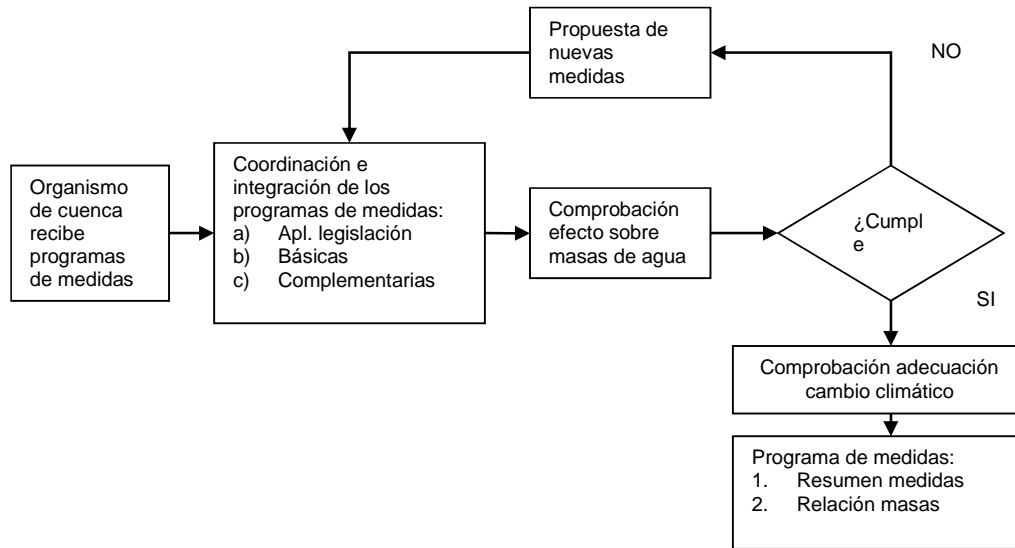 Propuesta de
nuevas
medidas
NO
Organismo
de cuenca
recibe
programas
de medidas
Coordinación e
integración de los
programas de medidas:
a) Apl. legislación
b) Básicas
c) Complementarias
Comprobación
efecto sobre
masas de agua
¿Cumpl
e
SI
Comprobación adecuación
cambio climático
Programa de medidas:
1. Resumen medidas
2. Relación masas